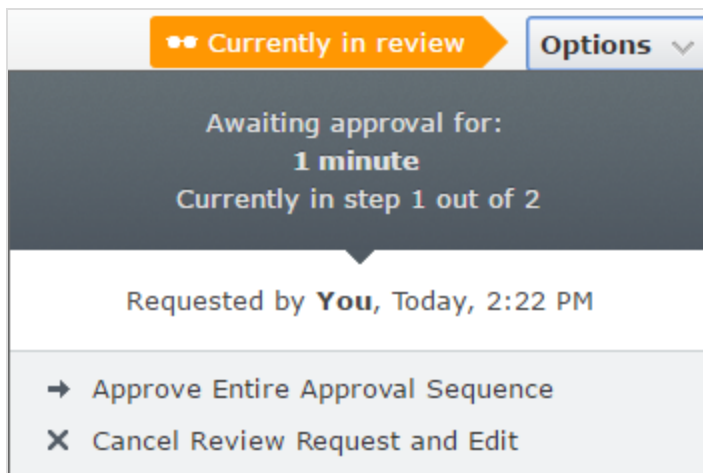 Currently in review
Options
Awaiting approval for:
1 minute
Currently in step 1 out of 2
Requested by You, Today, 2:22 PM
Approve Entire Approval Sequence
Cancel Review Request and Edit